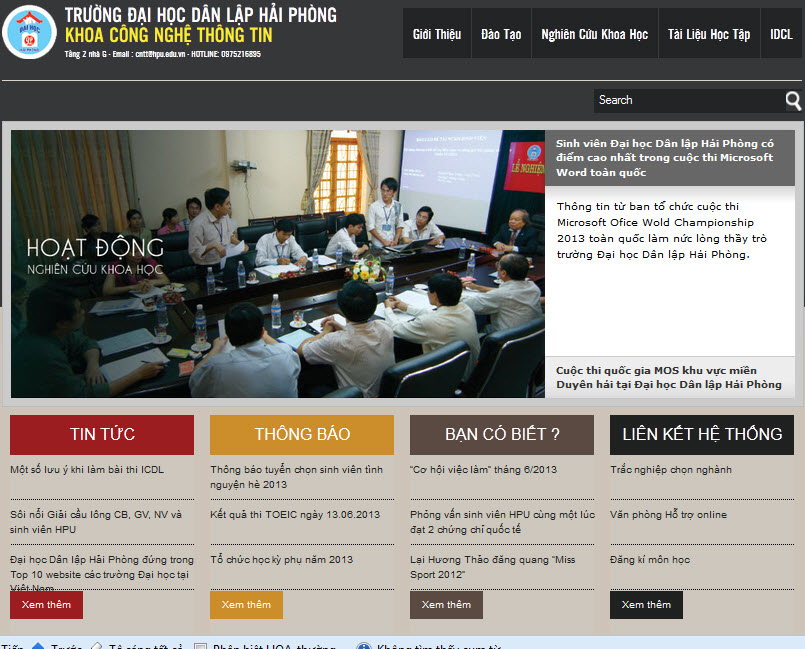 TRƯỜNG ĐẠI HỌC DÂN LẬP HẢI PHÒNG
KHOA CÔNG NGHỆ THÔNG TIN
Tầng 2 nhà G - Email : cntt@hpu.edu.vn - HOTLINE: 0975216895
Giới Thiệu
Đào Tạo
Nghiên Cứu Khoa Học
Tài Liệu Học Tập
IDCL
Search
HOẠT ĐỘNG
NGHIÊN CỨU KHOA HỌC
Sinh viên Đại học Dân lập Hải Phòng có
điểm cao nhất trong cuộc thi Microsoft
Word toàn quốc
Thông tin từ ban tổ chức cuộc thi
Microsoft Ofice Wold Championship
2013 toàn quốc làm nức lòng thầy trò
trường Đại học Dân lập Hải Phòng.
Cuộc thi quốc gia MOS khu vực miền
Duyên hải tại Đại học Dân lập Hải Phòng
TIN TỨC
Một số lưu ý khi làm bài thi ICDL
Sôi nổi Giải cầu lông CB, GV, NV và
sinh viên HPU
Đại học Dân lập Hải Phòng đứng trong
Top 10 website các trường Đại học tại
Việt Nam
Xem thêm
THÔNG BÁO
Thông báo tuyển chọn sinh viên tình
nguyện hè 2013
Kết quả thi TOEIC ngày 13.06.2013
Tổ chức học kỳ phụ năm 2013
Xem thêm
BẠN CÓ BIẾT ?
"Cơ hội việc làm" tháng 6/2013
Phỏng vấn sinh viên HPU cùng một lúc
đạt 2 chứng chỉ quốc tế
Lại Hương Thảo đăng quang "Miss
Sport 2012"
Xem thêm
LIÊN KẾT HỆ THỐNG
Trắc nghiệp chọn nghành
Văn phòng Hỗ trợ online
Đăng kí môn học
Xem thêm
Tiếp Trước Tô sáng tất cả Phân biệt HOA-thường Không tìm thấy cụm từ